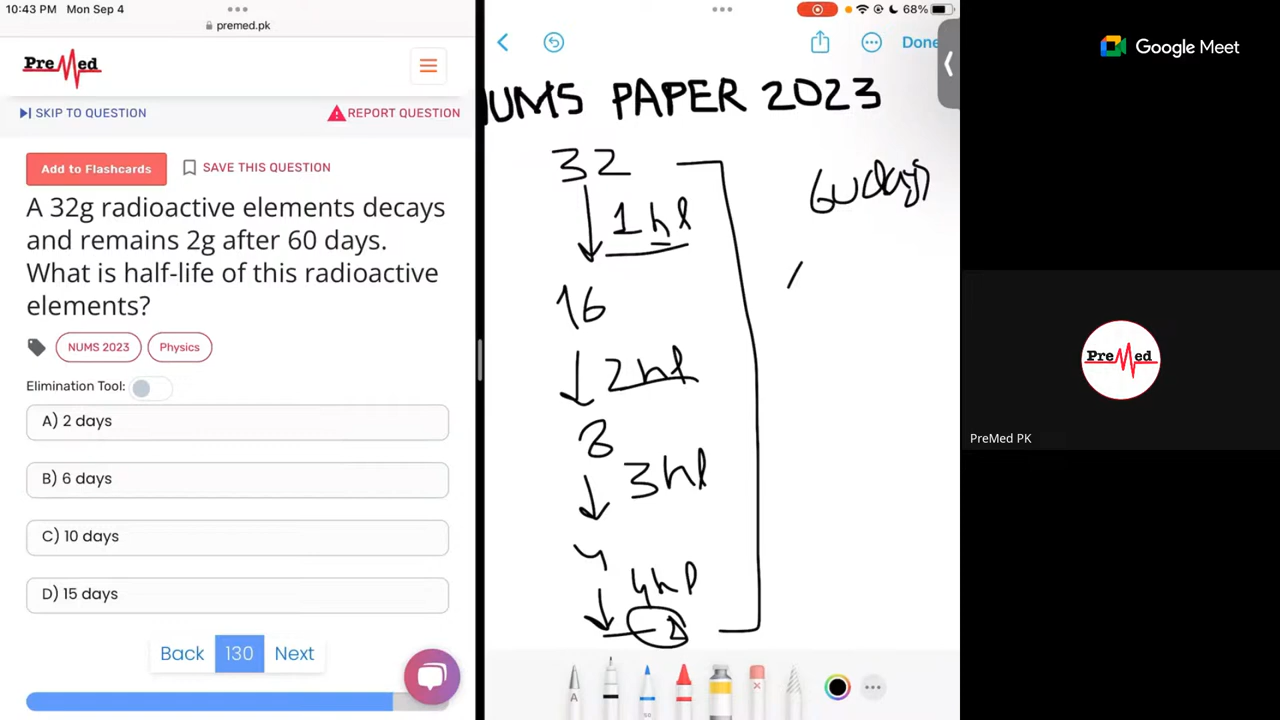 10:43 PM Mon Sep 4
premed.pk
PreMed
SKIP TO QUESTION
REPORT QUESTION
Add to Flashcards
SAVE THIS QUESTION
A 32g radioactive elements decays
and remains 2g after 60 days.
What is half-life of this radioactive
elements?
NUMS 2023
Physics
Elimination Tool:
A) 2 days
B) 6 days
C) 10 days
D) 15 days
Back 130 Next
68%
Done
NUMS PAPER 2023
32
1 hl
60 days
16
2 hl
8
3 hl
4
4 hl
Google Meet
PreMed
PreMed PK